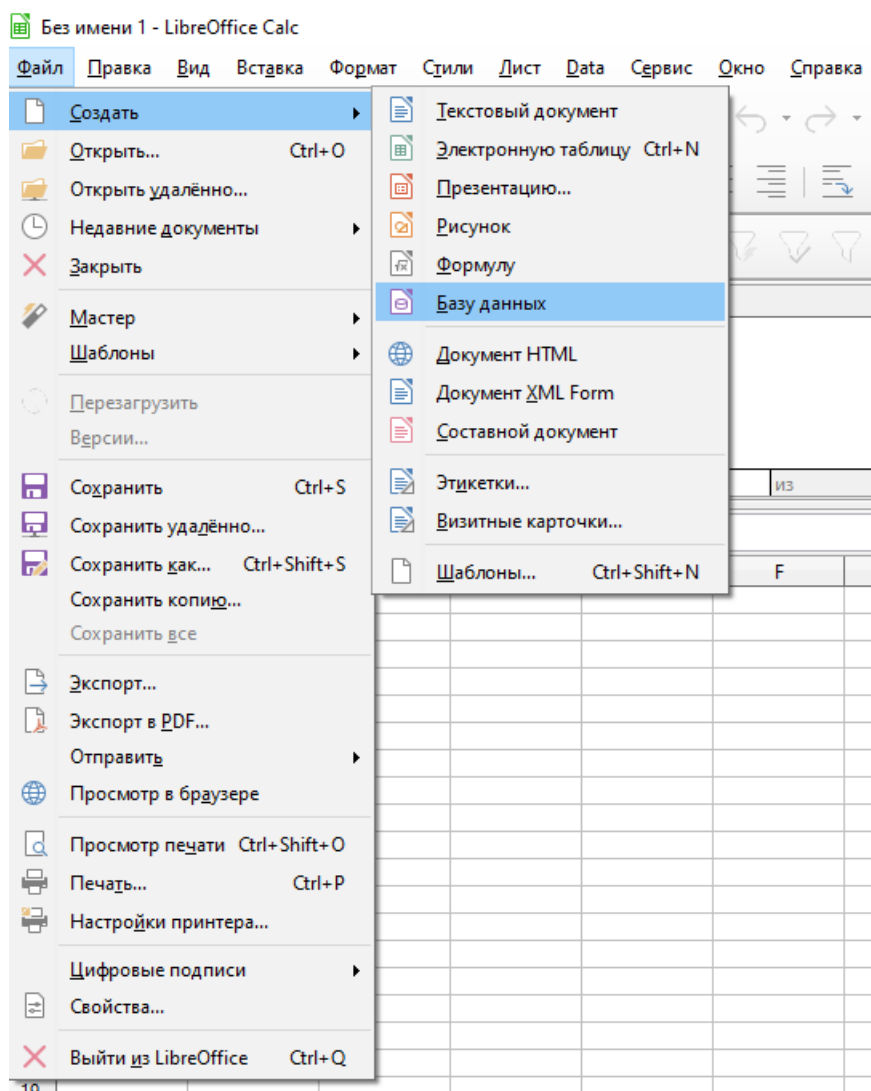 Без имени 1 - LibreOffice Calc
Файл Правка Вид Вставка Формат Стили Лист Data Сервис Окно Справка
Создать
Открыть... Ctrl+O
Открыть удалённо...
Недавние документы
Закрыть
Мастер
Шаблоны
Перезагрузить
Версии...
Сохранить Ctrl+S
Сохранить удалённо...
Сохранить как... Ctrl+Shift+S
Сохранить копию...
Сохранить все
Экспорт...
Экспорт в PDF...
Отправить
Просмотр в браузере
Просмотр печати Ctrl+Shift+O
Печать... Ctrl+P
Настройки принтера...
Цифровые подписи
Свойства...
Выйти из LibreOffice Ctrl+Q
Текстовый документ
Электронную таблицу Ctrl+N
Презентацию...
Рисунок
Формулу
Базу данных
Документ HTML
Документ XML Form
Составной документ
Этикетки...
Визитные карточки...
Шаблоны... Ctrl+Shift+N
из
F